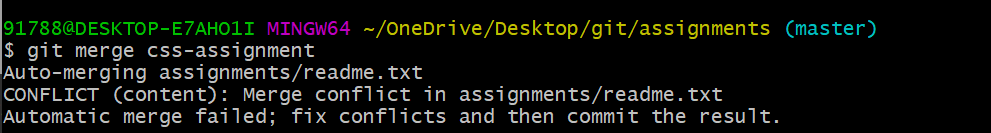 91788@DESKTOP-E7AHO1I MINGW64 ~/OneDrive/Desktop/git/assignments (master)
$ git merge css-assignment
Auto-merging assignments/readme.txt
CONFLICT (content): Merge conflict in assignments/readme.txt
Automatic merge failed; fix conflicts and then commit the result.